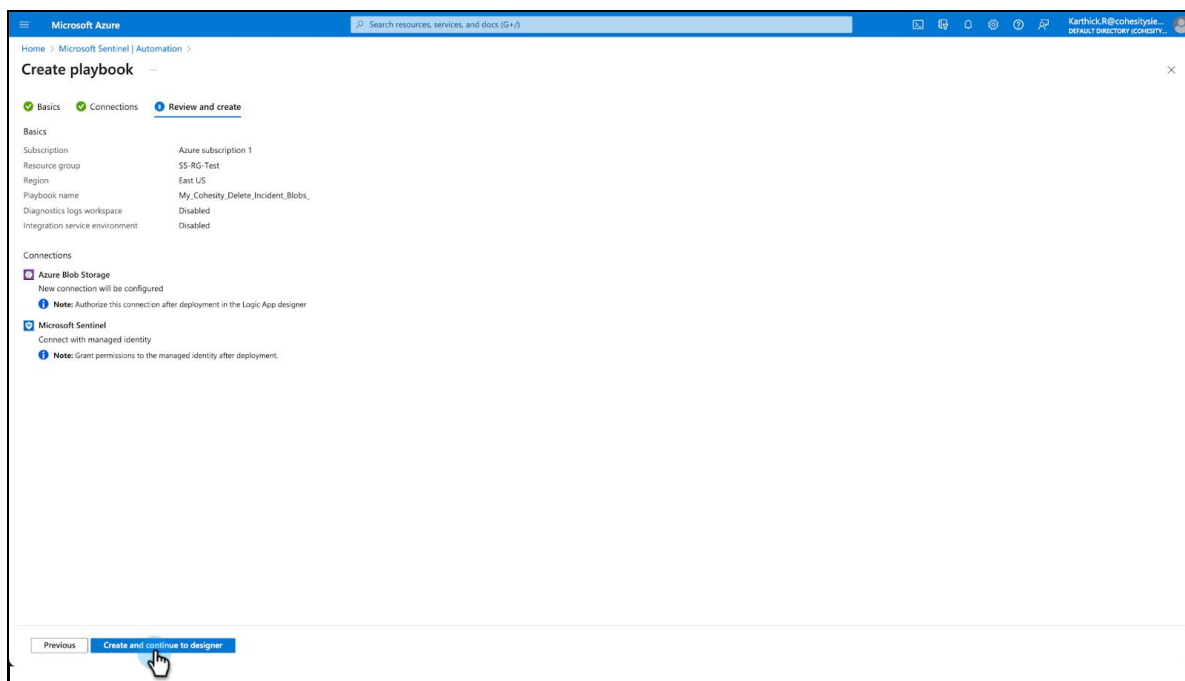 Microsoft Azure
Search resources, services, and docs (G+/)
Karthick.R@cohesitysie...
DEFAULT DIRECTORY (COHESITY...
Home > Microsoft Sentinel | Automation >
Create playbook ...
Basics
Connections
3 Review and create
Basics
Subscription Azure subscription 1
Resource group SS-RG-Test
Region East US
Playbook name My_Cohesity_Delete_Incident_Blobs_
Diagnostics logs workspace Disabled
Integration service environment Disabled
Connections
Azure Blob Storage
New connection will be configured
Note: Authorize this connection after deployment in the Logic App designer
Microsoft Sentinel
Connect with managed identity
Note: Grant permissions to the managed identity after deployment.
Previous
Create and continue to designer